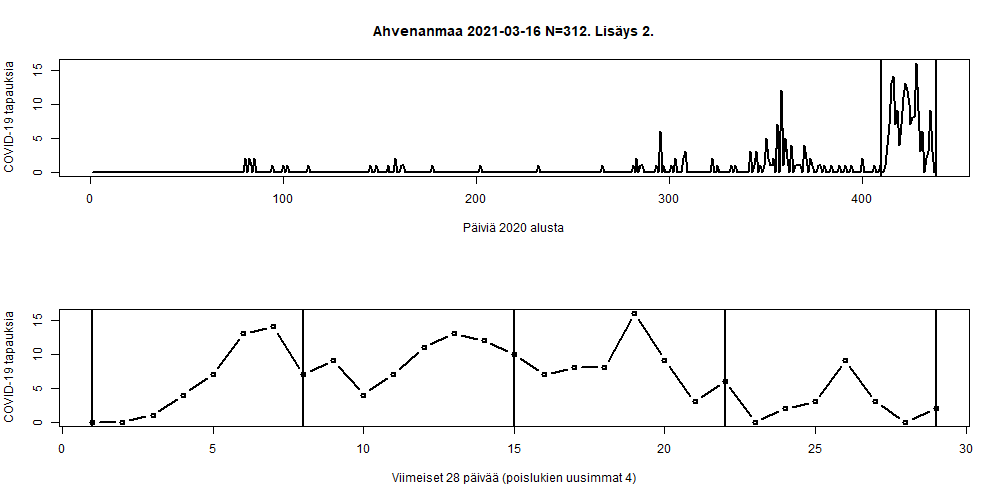 Ahvenanmaa 2021-03-16 N=312. Lisäys 2.
COVID-19 tapauksia
15
10
5
0
0 100 200 300 400
Päiviä 2020 alusta
COVID-19 tapauksia
15
10
5
0
0 5 10 15 20 25 30
Viimeiset 28 päivää (poislukien uusimmat 4)